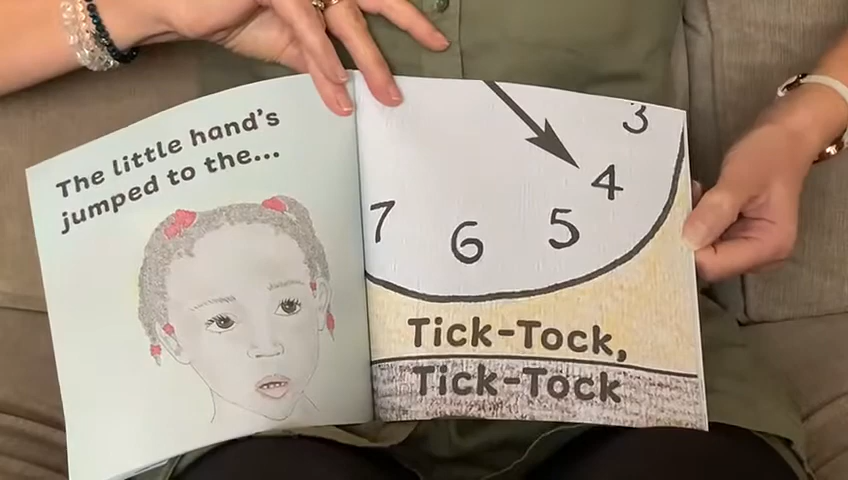 The little hand's
jumped to the...
3
4
5
6
7
Tick-Tock,
Tick-Tock